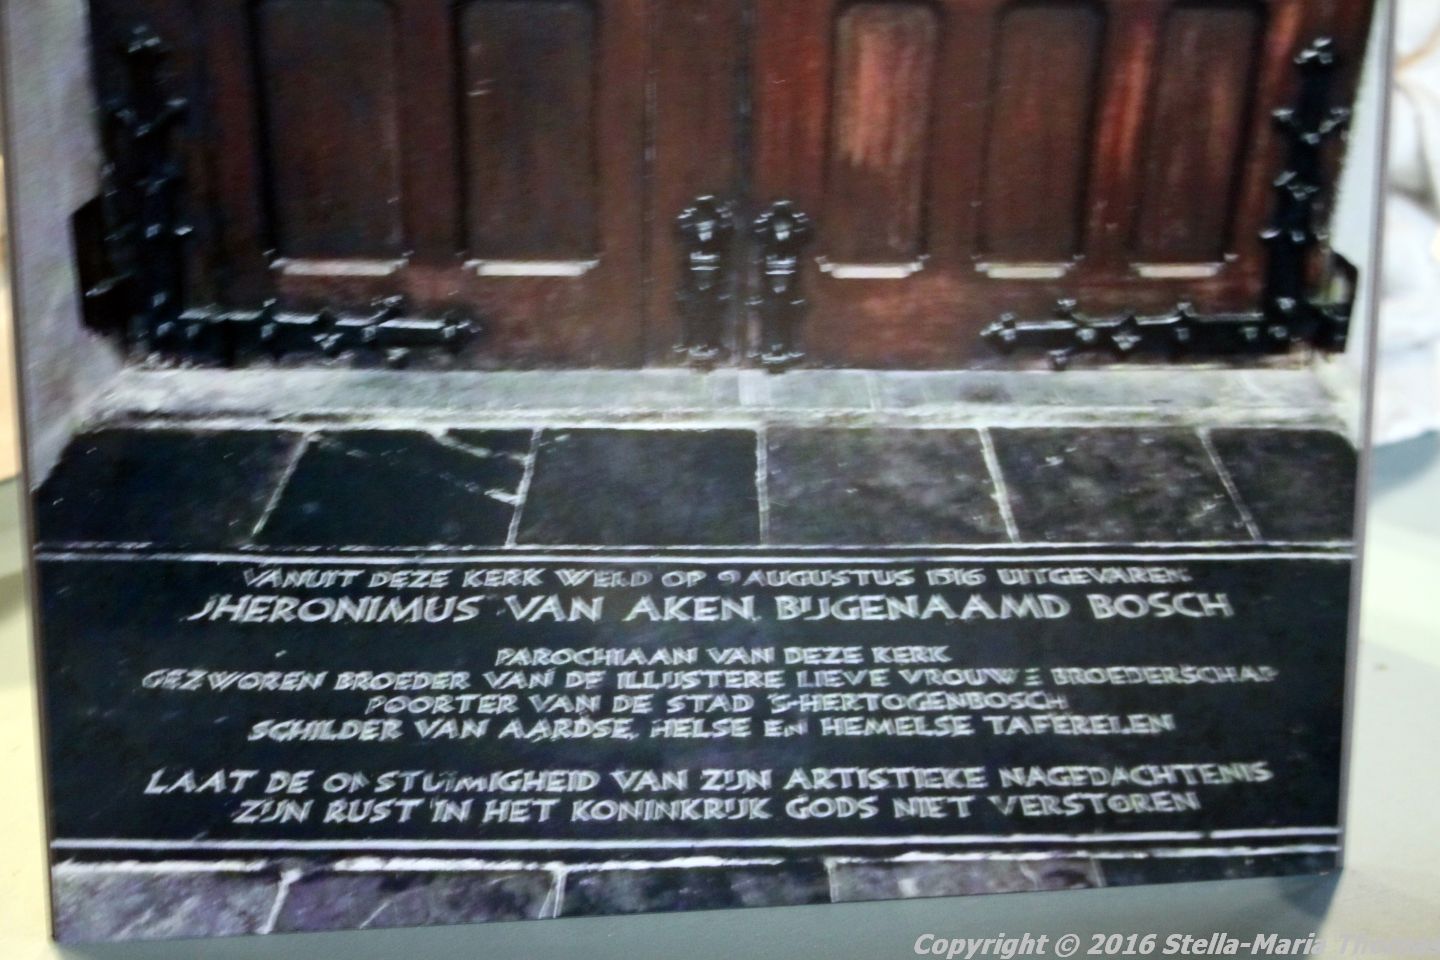 VANUIT DEZE KERK WERD OP 9 AUGUSTUS 1516 UITGEVAREN
JHERONIMUS VAN AKEN, BIJGENAAMD BOSCH
PAROCHIAAN VAN DEZE KERK
GEZWOREN BROEDER VAN DE ILLUSTERE LIEVE VROUWE BROEDERSCHAP
POORTER VAN DE STAD 'S-HERTOGENBOSCH
SCHILDER VAN AARDSE, HELSE EN HEMELSE TAFERELEN
LAAT DE ONSTUIMIGHEID VAN ZIJN ARTISTIEKE NAGEDACHTENIS
ZIJN RUST IN HET KONINKRIJK GODS NIET VERSTOREN
Copyright © 2016 Stella-Maria Thomas